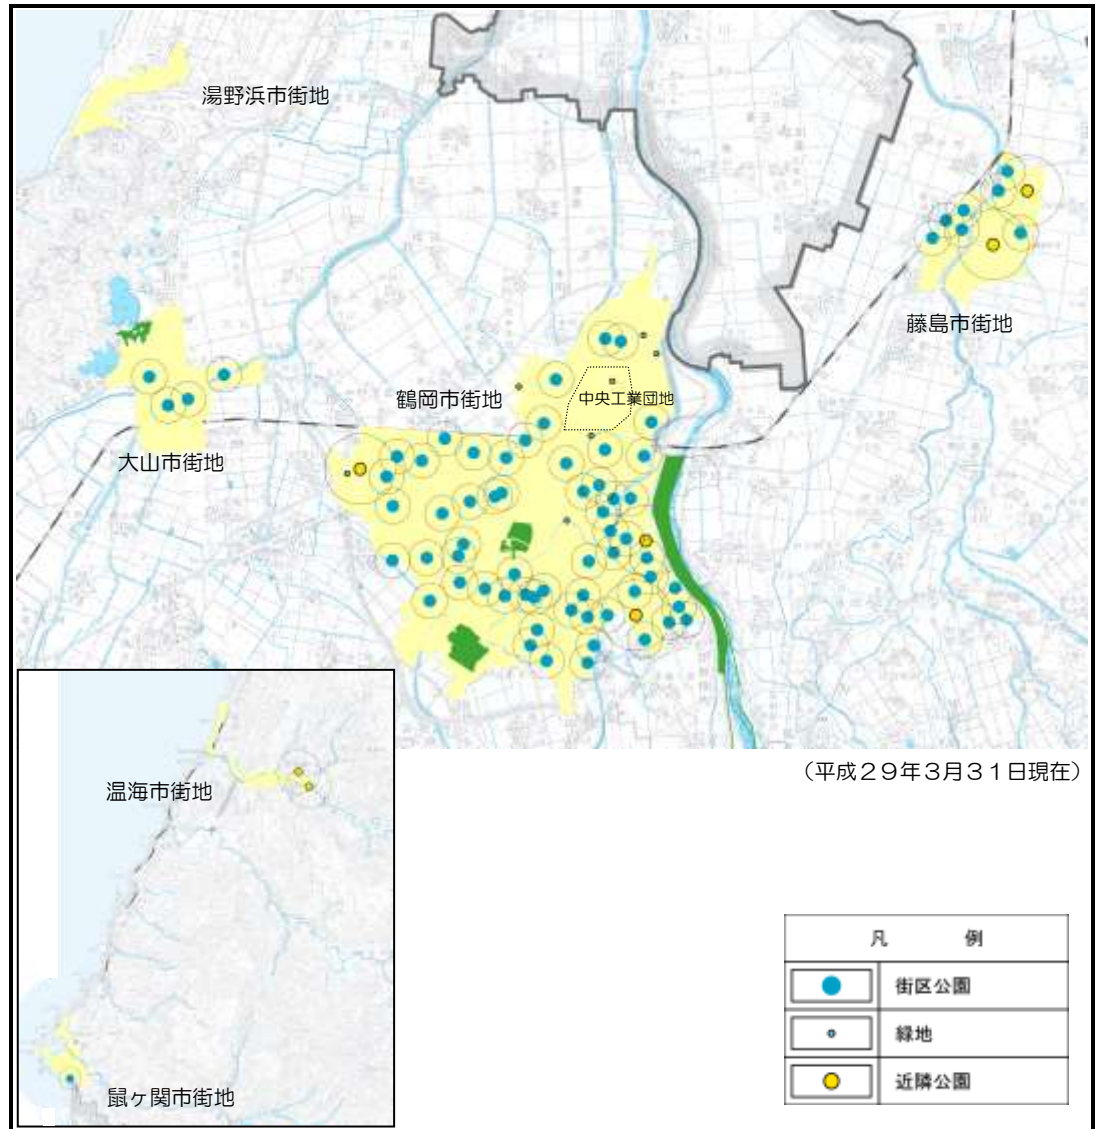 湯野浜市街地
藤島市街地
鶴岡市街地
中央工業団地
大山市街地
（平成２９年３月３１日現在）
温海市街地
鼠ヶ関市街地
凡　例
街区公園
緑地
近隣公園